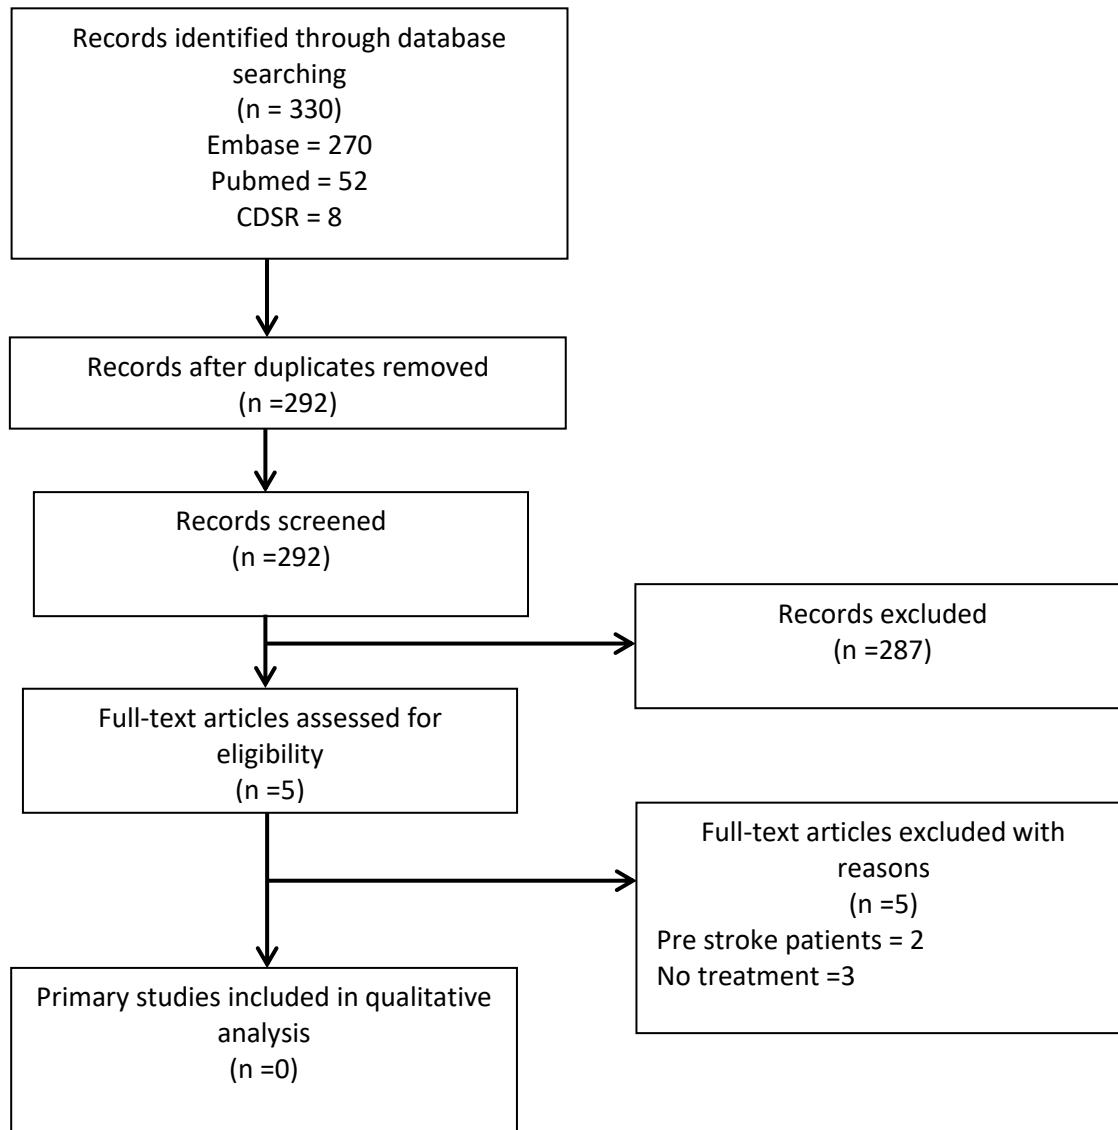 Records identified through database
searching
(n = 330)
Embase = 270
Pubmed = 52
CDSR = 8
Records after duplicates removed
(n =292)
Records screened
(n =292)
Records excluded
(n =287)
Full-text articles assessed for
eligibility
(n =5)
Full-text articles excluded with
reasons
(n =5)
Pre stroke patients = 2
No treatment =3
Primary studies included in qualitative
analysis
(n =0)